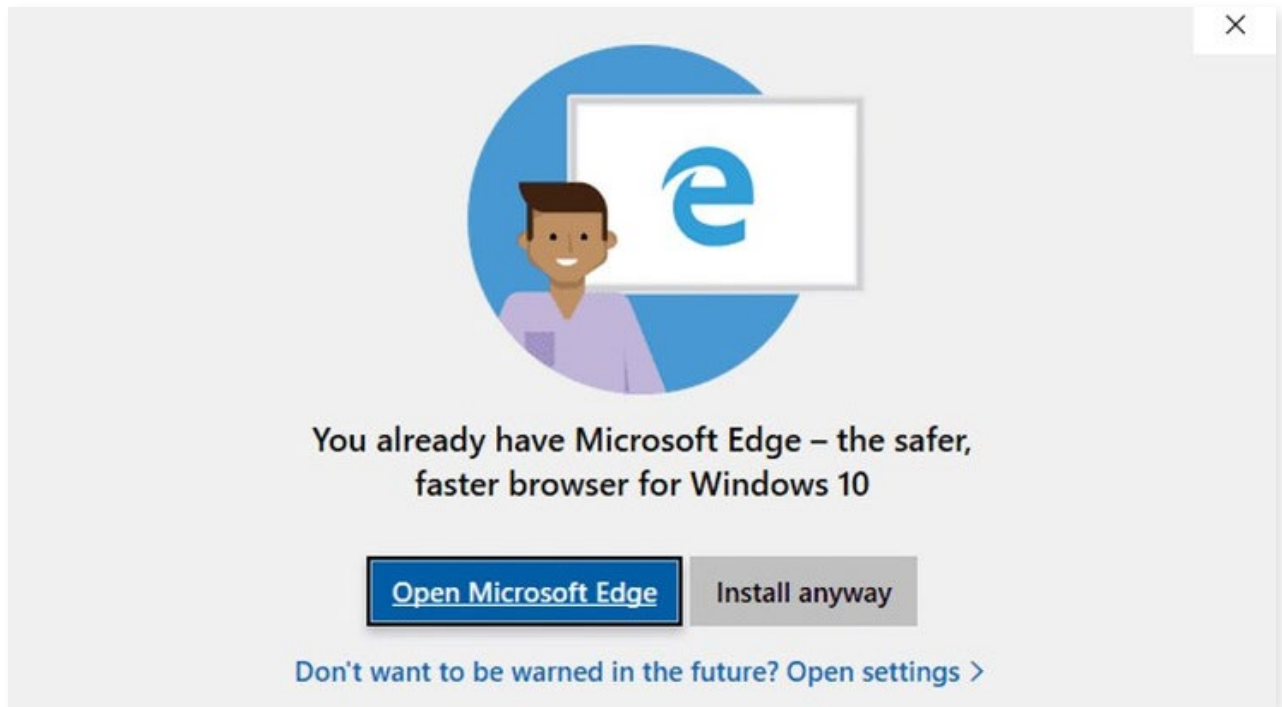 You already have Microsoft Edge – the safer,
faster browser for Windows 10
Open Microsoft Edge
Install anyway
Don't want to be warned in the future? Open settings >